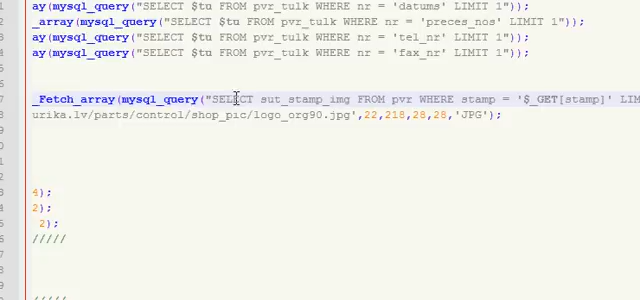 ay(mysql_query("SELECT $tu FROM pvr_tulk WHERE nr = 'datums' LIMIT 1"));
_array(mysql_query("SELECT $tu FROM pvr_tulk WHERE nr = 'preces_nos' LIMIT 1"));
ay(mysql_query("SELECT $tu FROM pvr_tulk WHERE nr = 'tel_nr' LIMIT 1"));
ay(mysql_query("SELECT $tu FROM pvr_tulk WHERE nr = 'fax_nr' LIMIT 1"));
_Fetch_array(mysql_query("SELECT sut_stamp_img FROM pvr WHERE stamp = '$_GET[stamp]' LIM
urika.lv/parts/control/shop_pic/logo_org90.jpg',22,218,28,28,'JPG');
4);
2);
2);
/////
/////